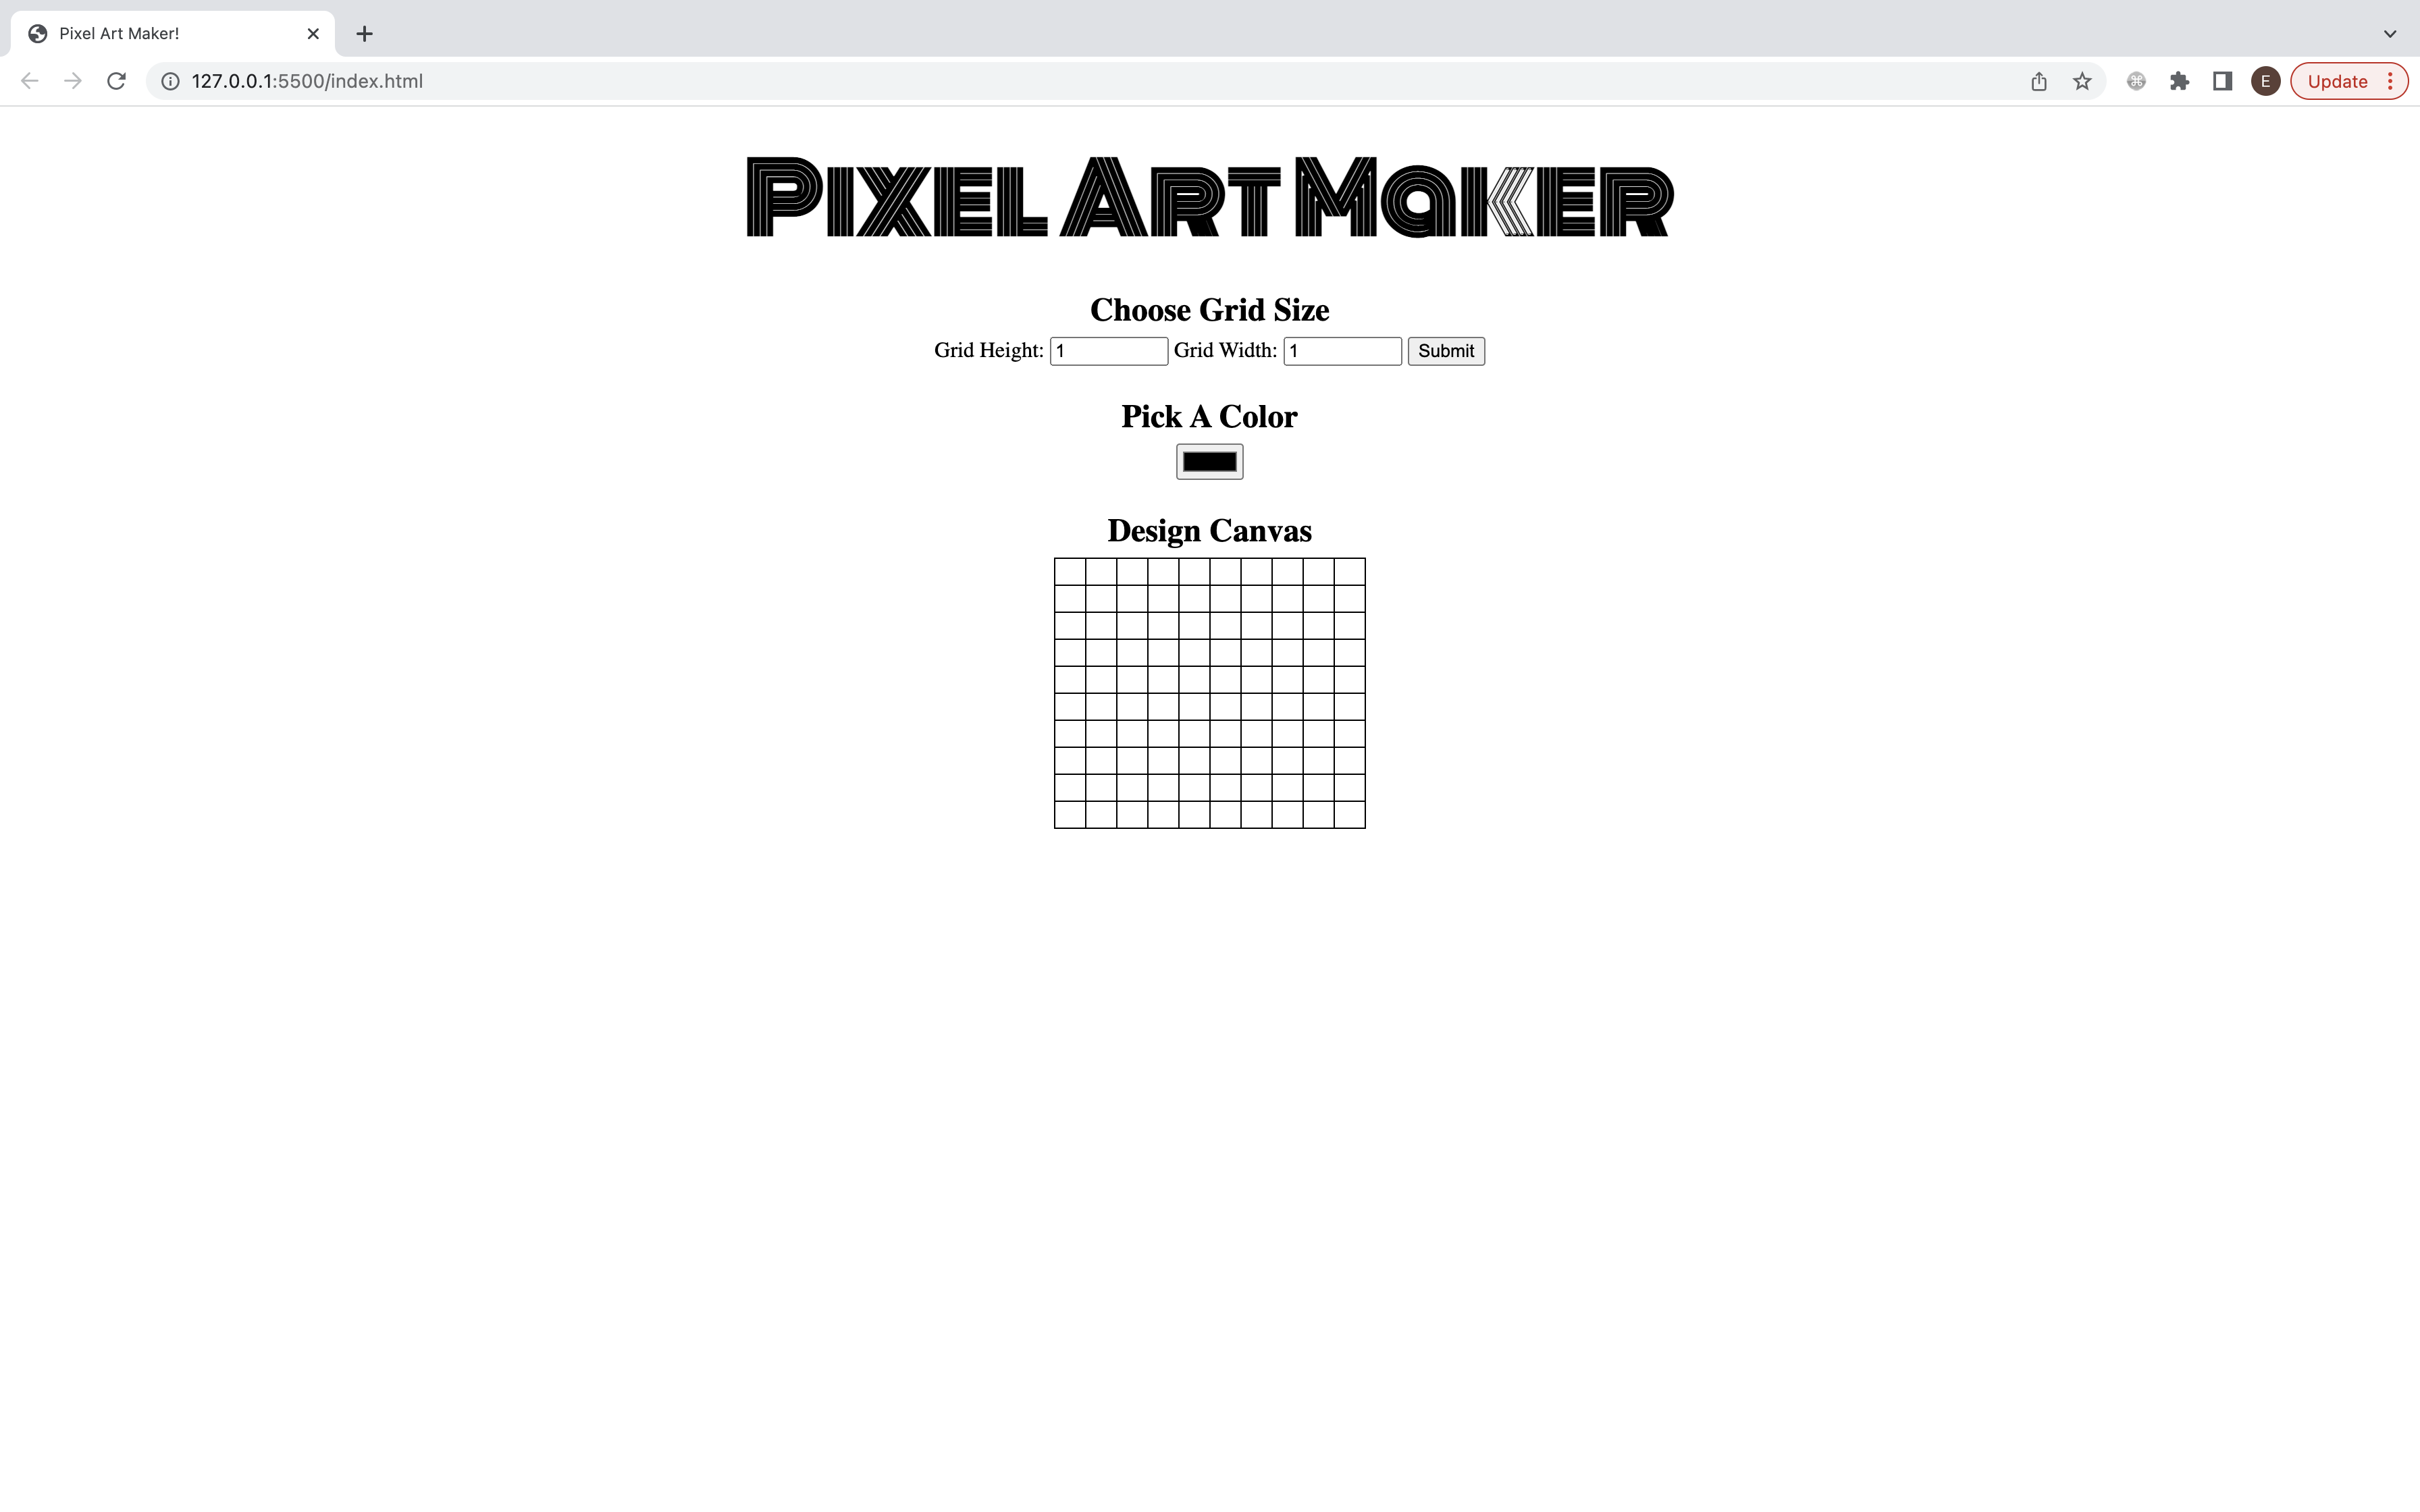 Pixel Art Maker!
127.0.0.1:5500/index.html
E
Update
Pixel Art Maker
Choose Grid Size
Grid Height: 1 Grid Width: 1 Submit
Pick A Color
Design Canvas